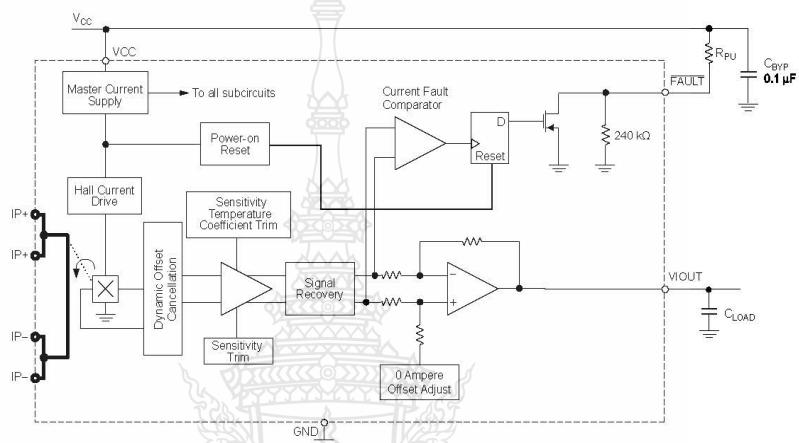 VCC
VCC
RPU
CBYP
0.1 µF
FAULT
Master Current
Supply
To all subcircuits
Current Fault
Comparator
Power-on
Reset
D
Reset
240 kΩ
Hall Current
Drive
IP+
IP+
IP−
IP−
Dynamic Offset
Cancellation
Sensitivity
Temperature
Coefficient Trim
Signal
Recovery
Sensitivity
Trim
−
+
0 Ampere
Offset Adjust
VIOUT
CLOAD
GND